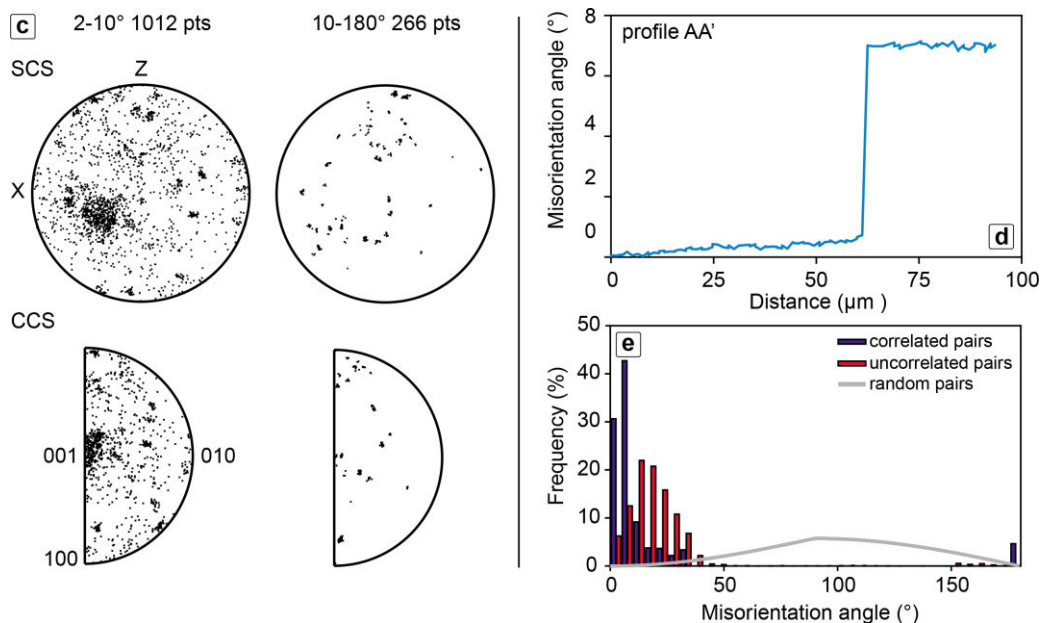 c
2-10° 1012 pts
10-180° 266 pts
SCS
Z
X
CCS
001
010
100
8
6
4
2
0
Misorientation angle (°)
profile AA’
d
0
25
50
75
100
Distance (µm )
e
50
40
30
20
10
0
Frequency (%)
correlated pairs
uncorrelated pairs
random pairs
0
50
100
150
Misorientation angle (°)